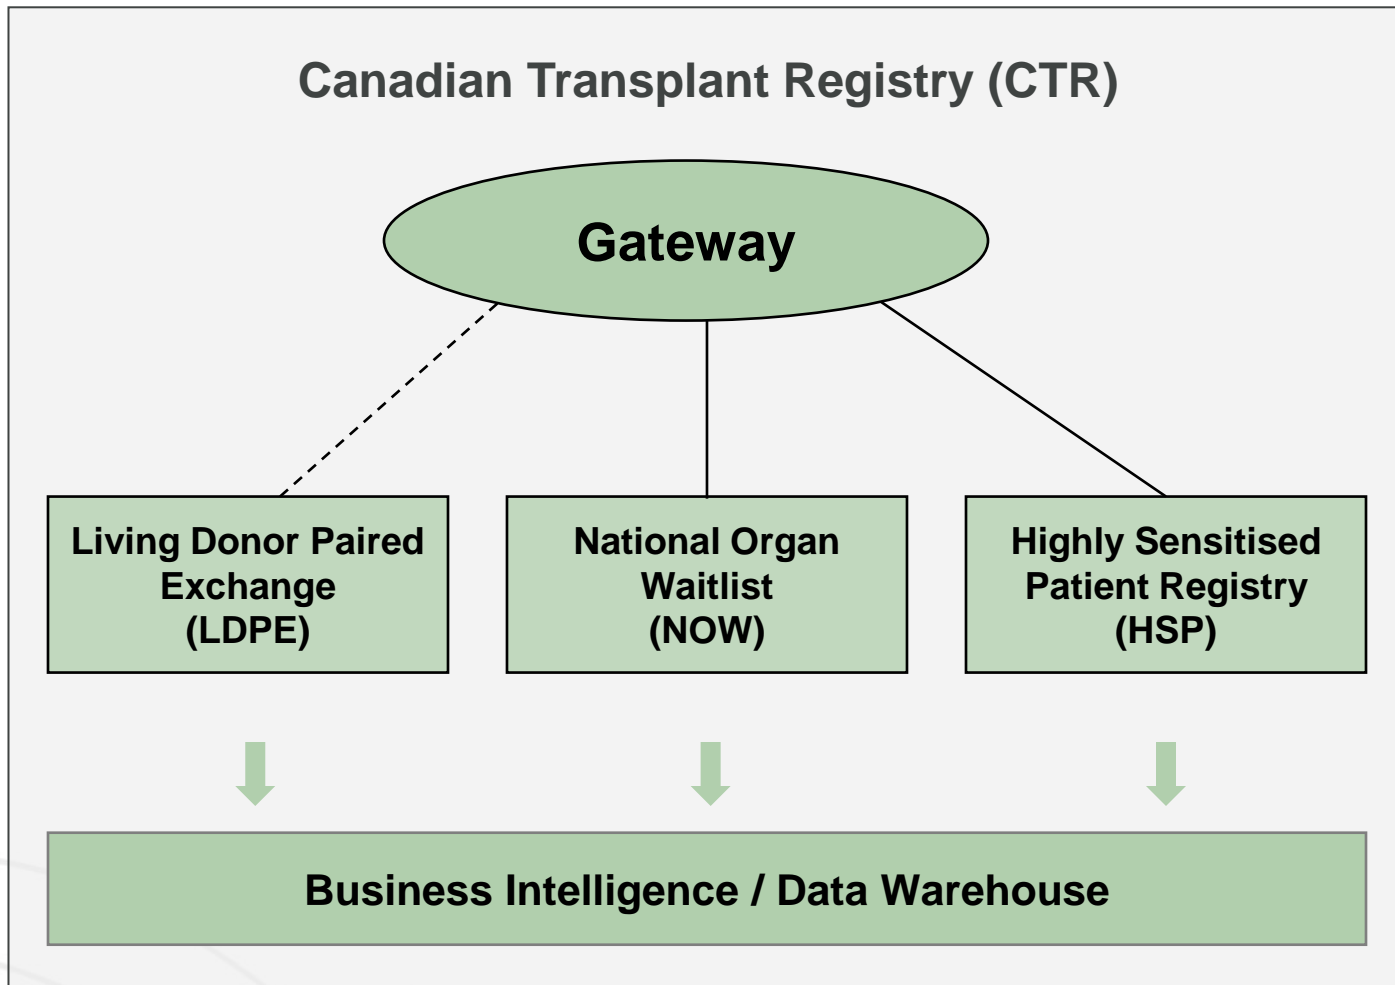 Canadian Transplant Registry (CTR)
Gateway
Living Donor Paired
Exchange
(LDPE)
National Organ
Waitlist
(NOW)
Highly Sensitised
Patient Registry
(HSP)
Business Intelligence / Data Warehouse